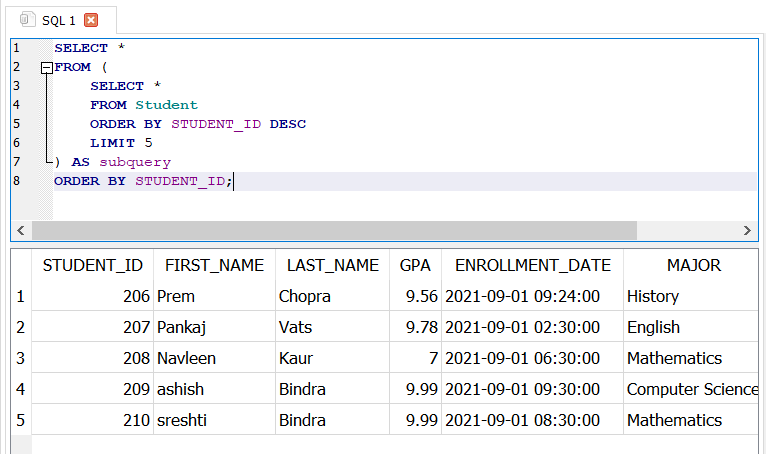 SQL 1
1 SELECT *
2 FROM (
3 SELECT *
4 FROM Student
5 ORDER BY STUDENT_ID DESC
6 LIMIT 5
7 ) AS subquery
8 ORDER BY STUDENT_ID;
STUDENT_ID FIRST_NAME LAST_NAME GPA ENROLLMENT_DATE MAJOR
1 206 Prem Chopra 9.56 2021-09-01 09:24:00 History
2 207 Pankaj Vats 9.78 2021-09-01 02:30:00 English
3 208 Navleen Kaur 7 2021-09-01 06:30:00 Mathematics
4 209 ashish Bindra 9.99 2021-09-01 09:30:00 Computer Science
5 210 sreshti Bindra 9.99 2021-09-01 08:30:00 Mathematics